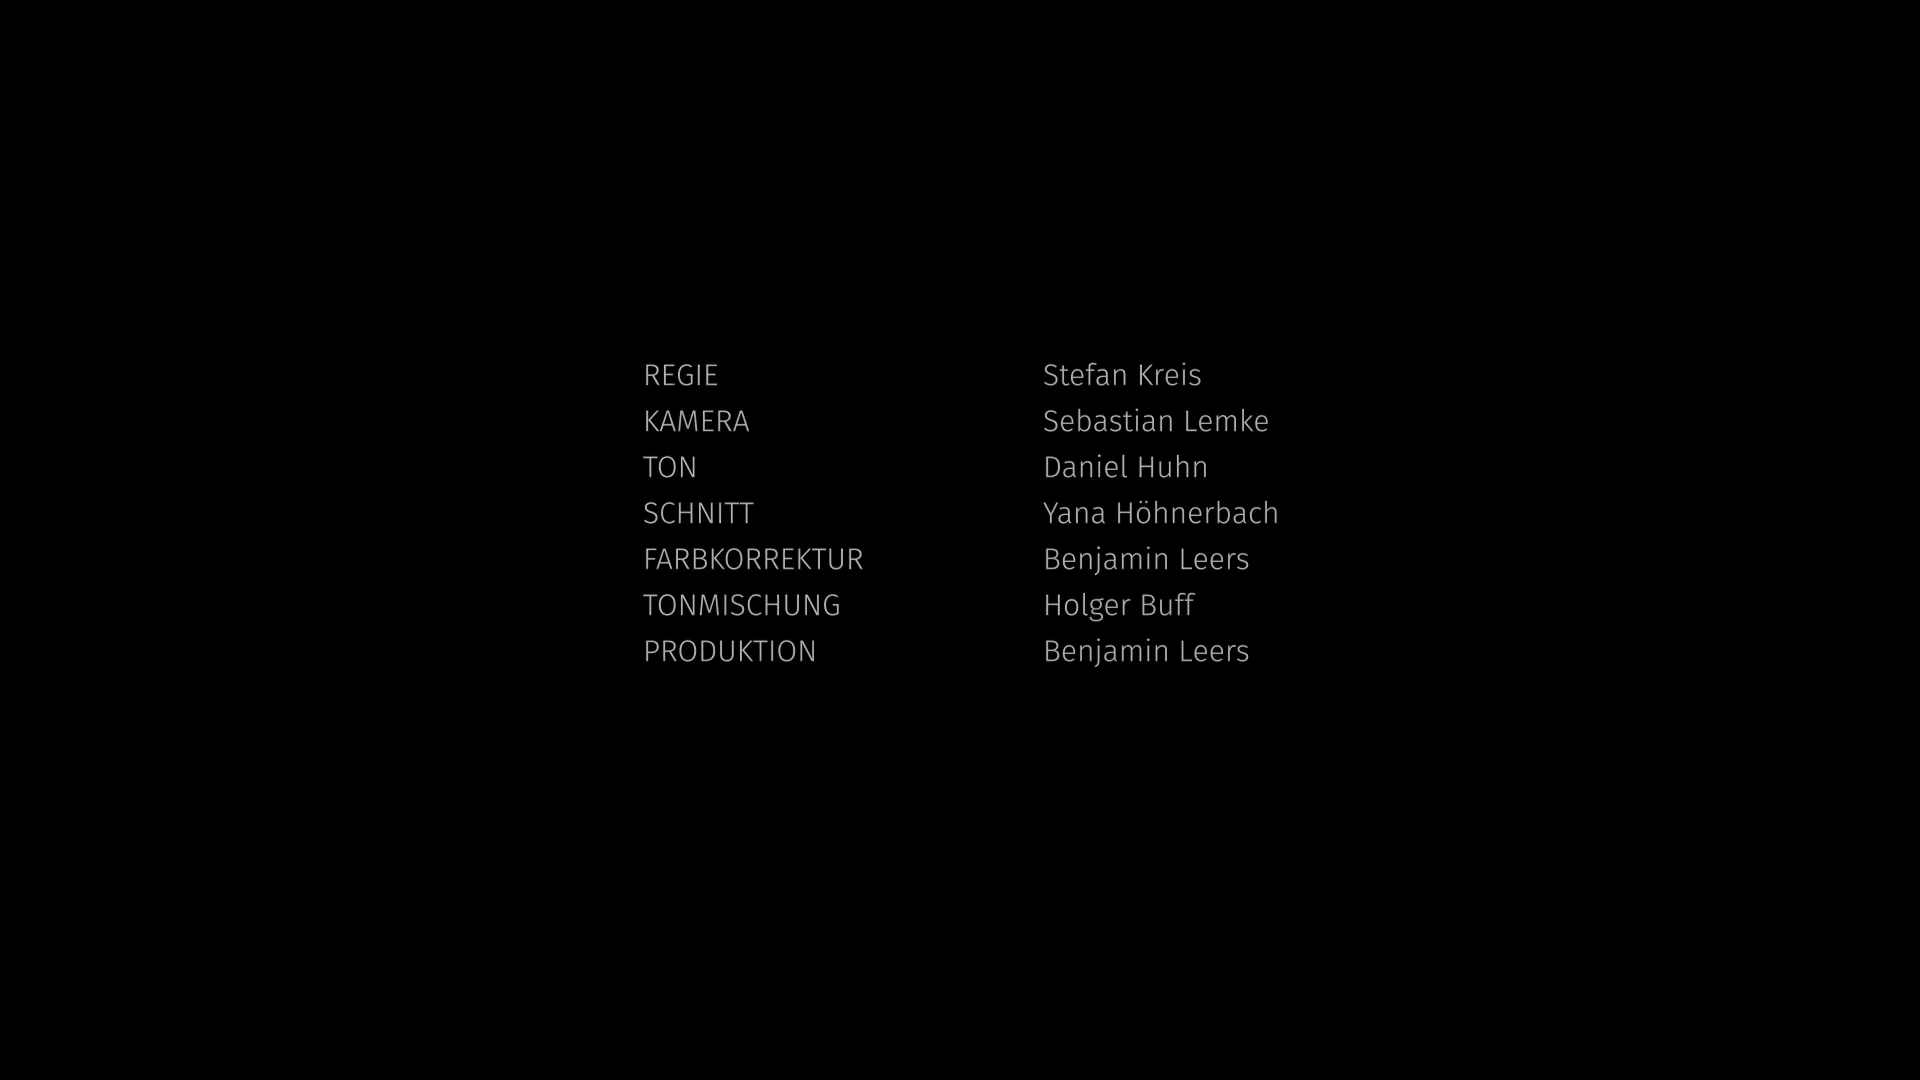 REGIE Stefan Kreis
KAMERA Sebastian Lemke
TON Daniel Huhn
SCHNITT Yana Höhnerbach
FARBKORREKTUR Benjamin Leers
TONMISCHUNG Holger Buff
PRODUKTION Benjamin Leers